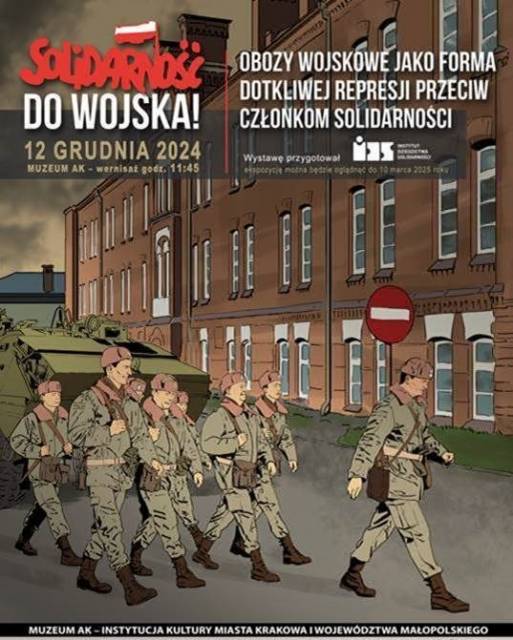 SOLIDARNOŚĆ
DO WOJSKA!
12 GRUDNIA 2024
MUZEUM AK – wernisaż godz. 11:45
OBOZY WOJSKOWE JAKO FORMA
DOTKLIWEJ REPRESJI PRZECIW
CZŁONKOM SOLIDARNOŚCI
Wystawę przygotował
IDS
INSTYTUT
DZIEDZICTWA
SOLIDARNOŚCI
ekspozycję można będzie oglądać do 10 marca 2025 roku
MUZEUM AK – INSTYTUCJA KULTURY MIASTA KRAKOWA I WOJEWÓDZTWA MAŁOPOLSKIEGO